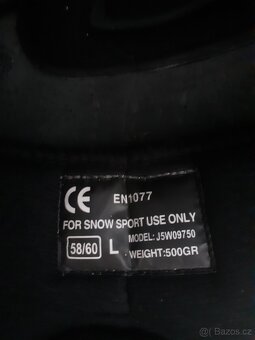 CE EN1077
FOR SNOW SPORT USE ONLY
58/60 L MODEL: J5W09750
WEIGHT:500GR
Bazos.cz